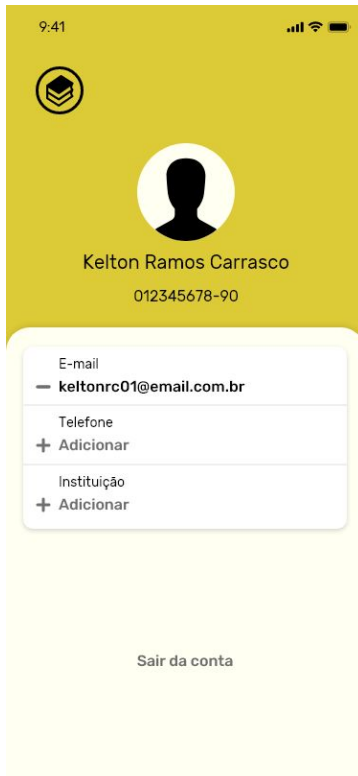 9:41
Kelton Ramos Carrasco
012345678-90
E-mail
keltonrc01@email.com.br
Telefone
Adicionar
Instituição
Adicionar
Sair da conta